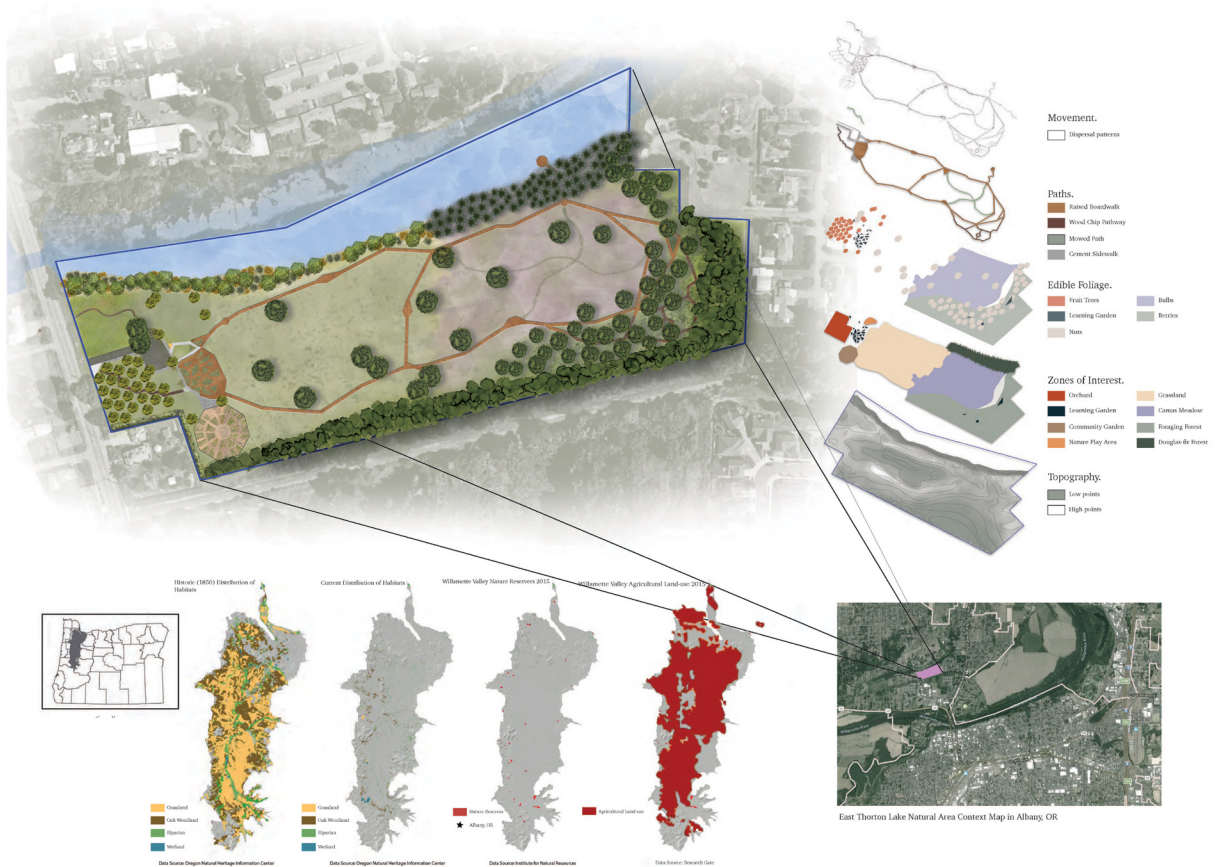 Movement.
Dispersal patterns
Paths.
Raised Boardwalk
Wood Chip Pathway
Mowed Path
Cement Sidewalk
Edible Foliage.
Fruit Trees
Bulbs
Learning Garden
Berries
Nuts
Zones of Interest.
Orchard
Grassland
Learning Garden
Camas Meadow
Community Garden
Foraging Forest
Nature Play Area
Douglas-fir Forest
Topography.
Low points
High points
Historic (1850) Distribution of
Habitats
Current Distribution of Habitats
Willamette Valley Nature Reserves 2015
Willamette Valley Agricultural Land-use 2015
Grassland
Oak Woodland
Riparian
Wetland
Grassland
Oak Woodland
Riparian
Wetland
Nature Reserves
Albany, OR
Agricultural Land-use
Data Source: Oregon Natural Heritage Information Center
Data Source: Oregon Natural Heritage Information Center
Data Source: Institute for Natural Resources
Data Source: Research Gate
East Thorton Lake Natural Area Context Map in Albany, OR